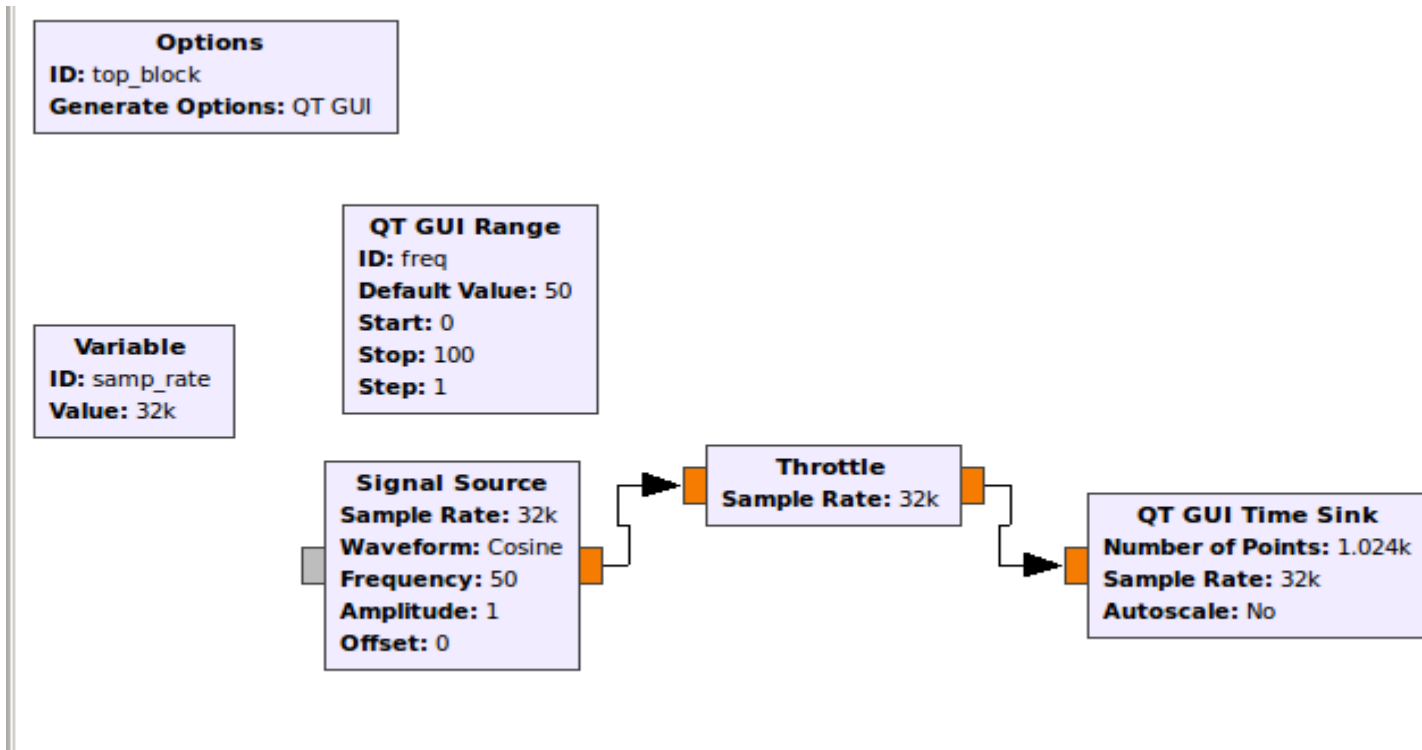 Options
ID: top_block
Generate Options: QT GUI
QT GUI Range
ID: freq
Default Value: 50
Start: 0
Stop: 100
Step: 1
Variable
ID: samp_rate
Value: 32k
Signal Source
Sample Rate: 32k
Waveform: Cosine
Frequency: 50
Amplitude: 1
Offset: 0
Throttle
Sample Rate: 32k
QT GUI Time Sink
Number of Points: 1.024k
Sample Rate: 32k
Autoscale: No